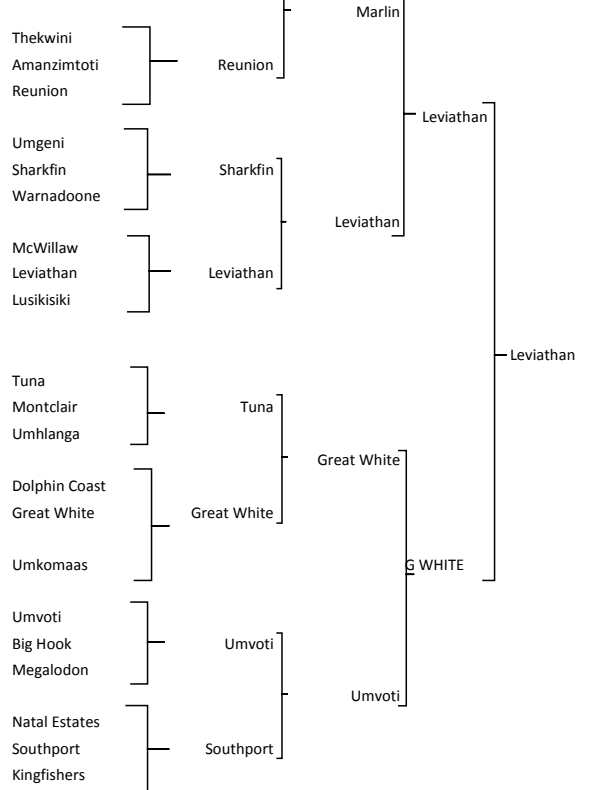 Marlin
Thekwini
Amanzimtoti
Reunion
Reunion
Umgeni
Sharkfin
Warnadoone
Sharkfin
Leviathan
Leviathan
McWillaw
Leviathan
Lusikisiki
Leviathan
Leviathan
Tuna
Montclair
Umhlanga
Tuna
Great White
Dolphin Coast
Great White
Great White
Umkomaas
G WHITE
Umvoti
Big Hook
Megalodon
Umvoti
Umvoti
Natal Estates
Southport
Kingfishers
Southport